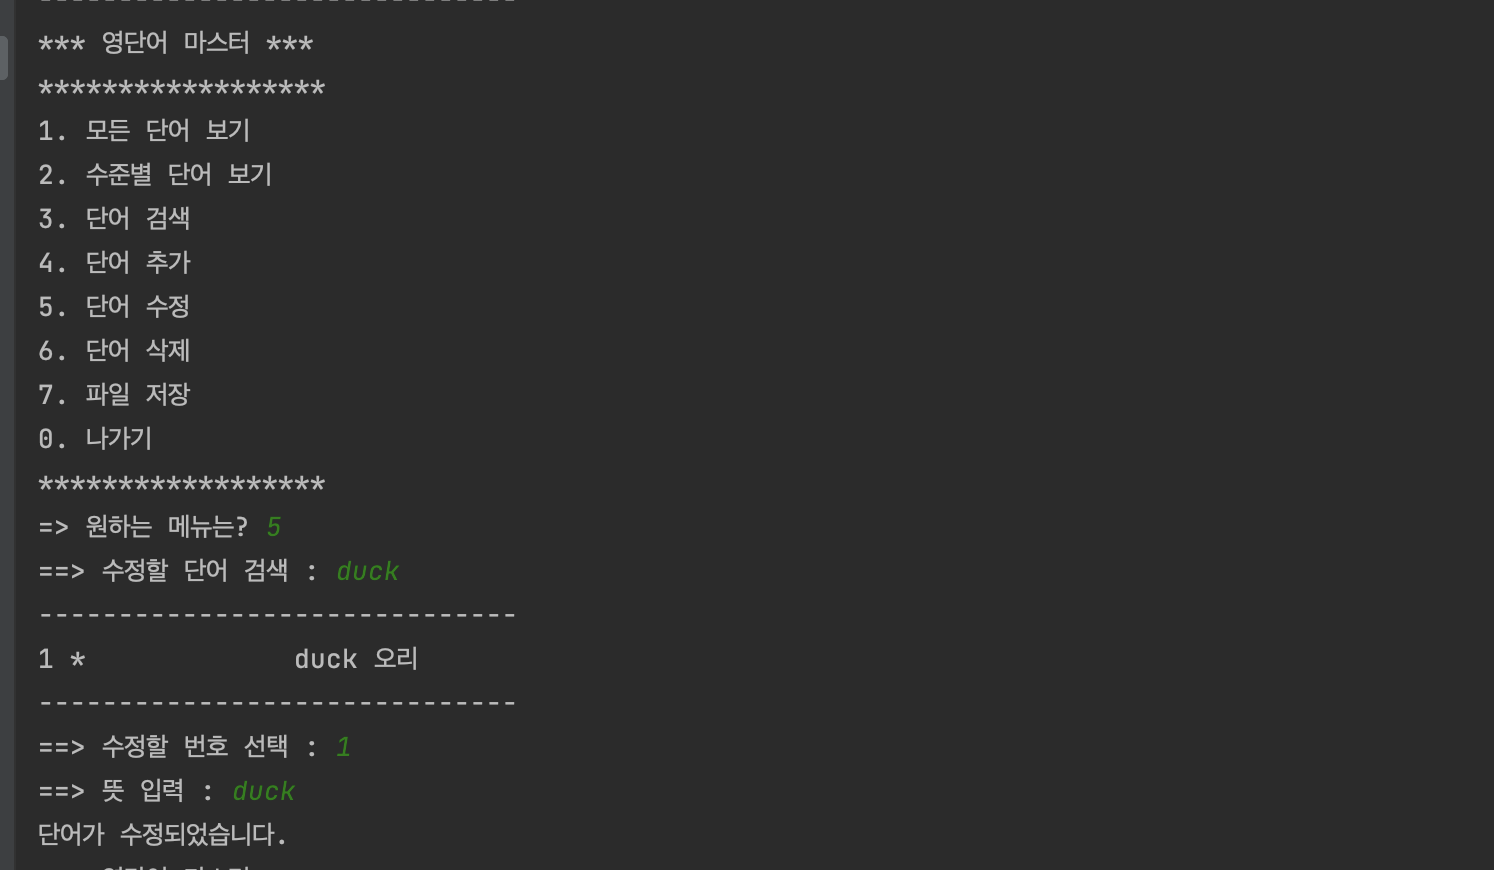 ------------------------------
*** 영단어 마스터 ***
******************
1. 모든 단어 보기
2. 수준별 단어 보기
3. 단어 검색
4. 단어 추가
5. 단어 수정
6. 단어 삭제
7. 파일 저장
0. 나가기
******************
=> 원하는 메뉴는? 5
==> 수정할 단어 검색 : duck
------------------------------
1 *             duck 오리
------------------------------
==> 수정할 번호 선택 : 1
==> 뜻 입력 : duck
단어가 수정되었습니다.